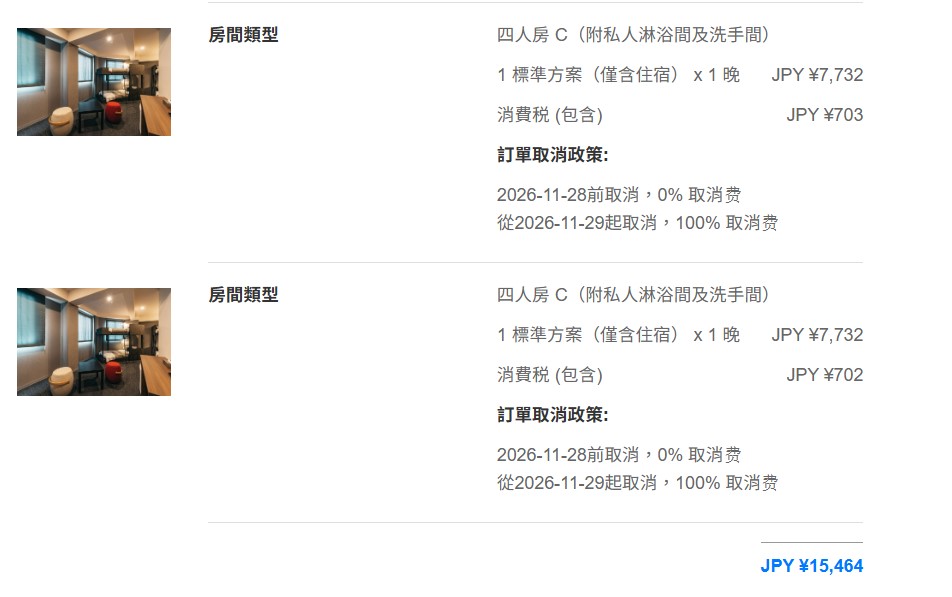 房間類型
四人房 C（附私人淋浴間及洗手間）
1 標準方案（僅含住宿） x 1 晚 JPY ¥7,732
消費税 (包含) JPY ¥703
訂單取消政策:
2026-11-28前取消，0% 取消费
從2026-11-29起取消，100% 取消费
房間類型
四人房 C（附私人淋浴間及洗手間）
1 標準方案（僅含住宿） x 1 晚 JPY ¥7,732
消費税 (包含) JPY ¥702
訂單取消政策:
2026-11-28前取消，0% 取消费
從2026-11-29起取消，100% 取消费
JPY ¥15,464